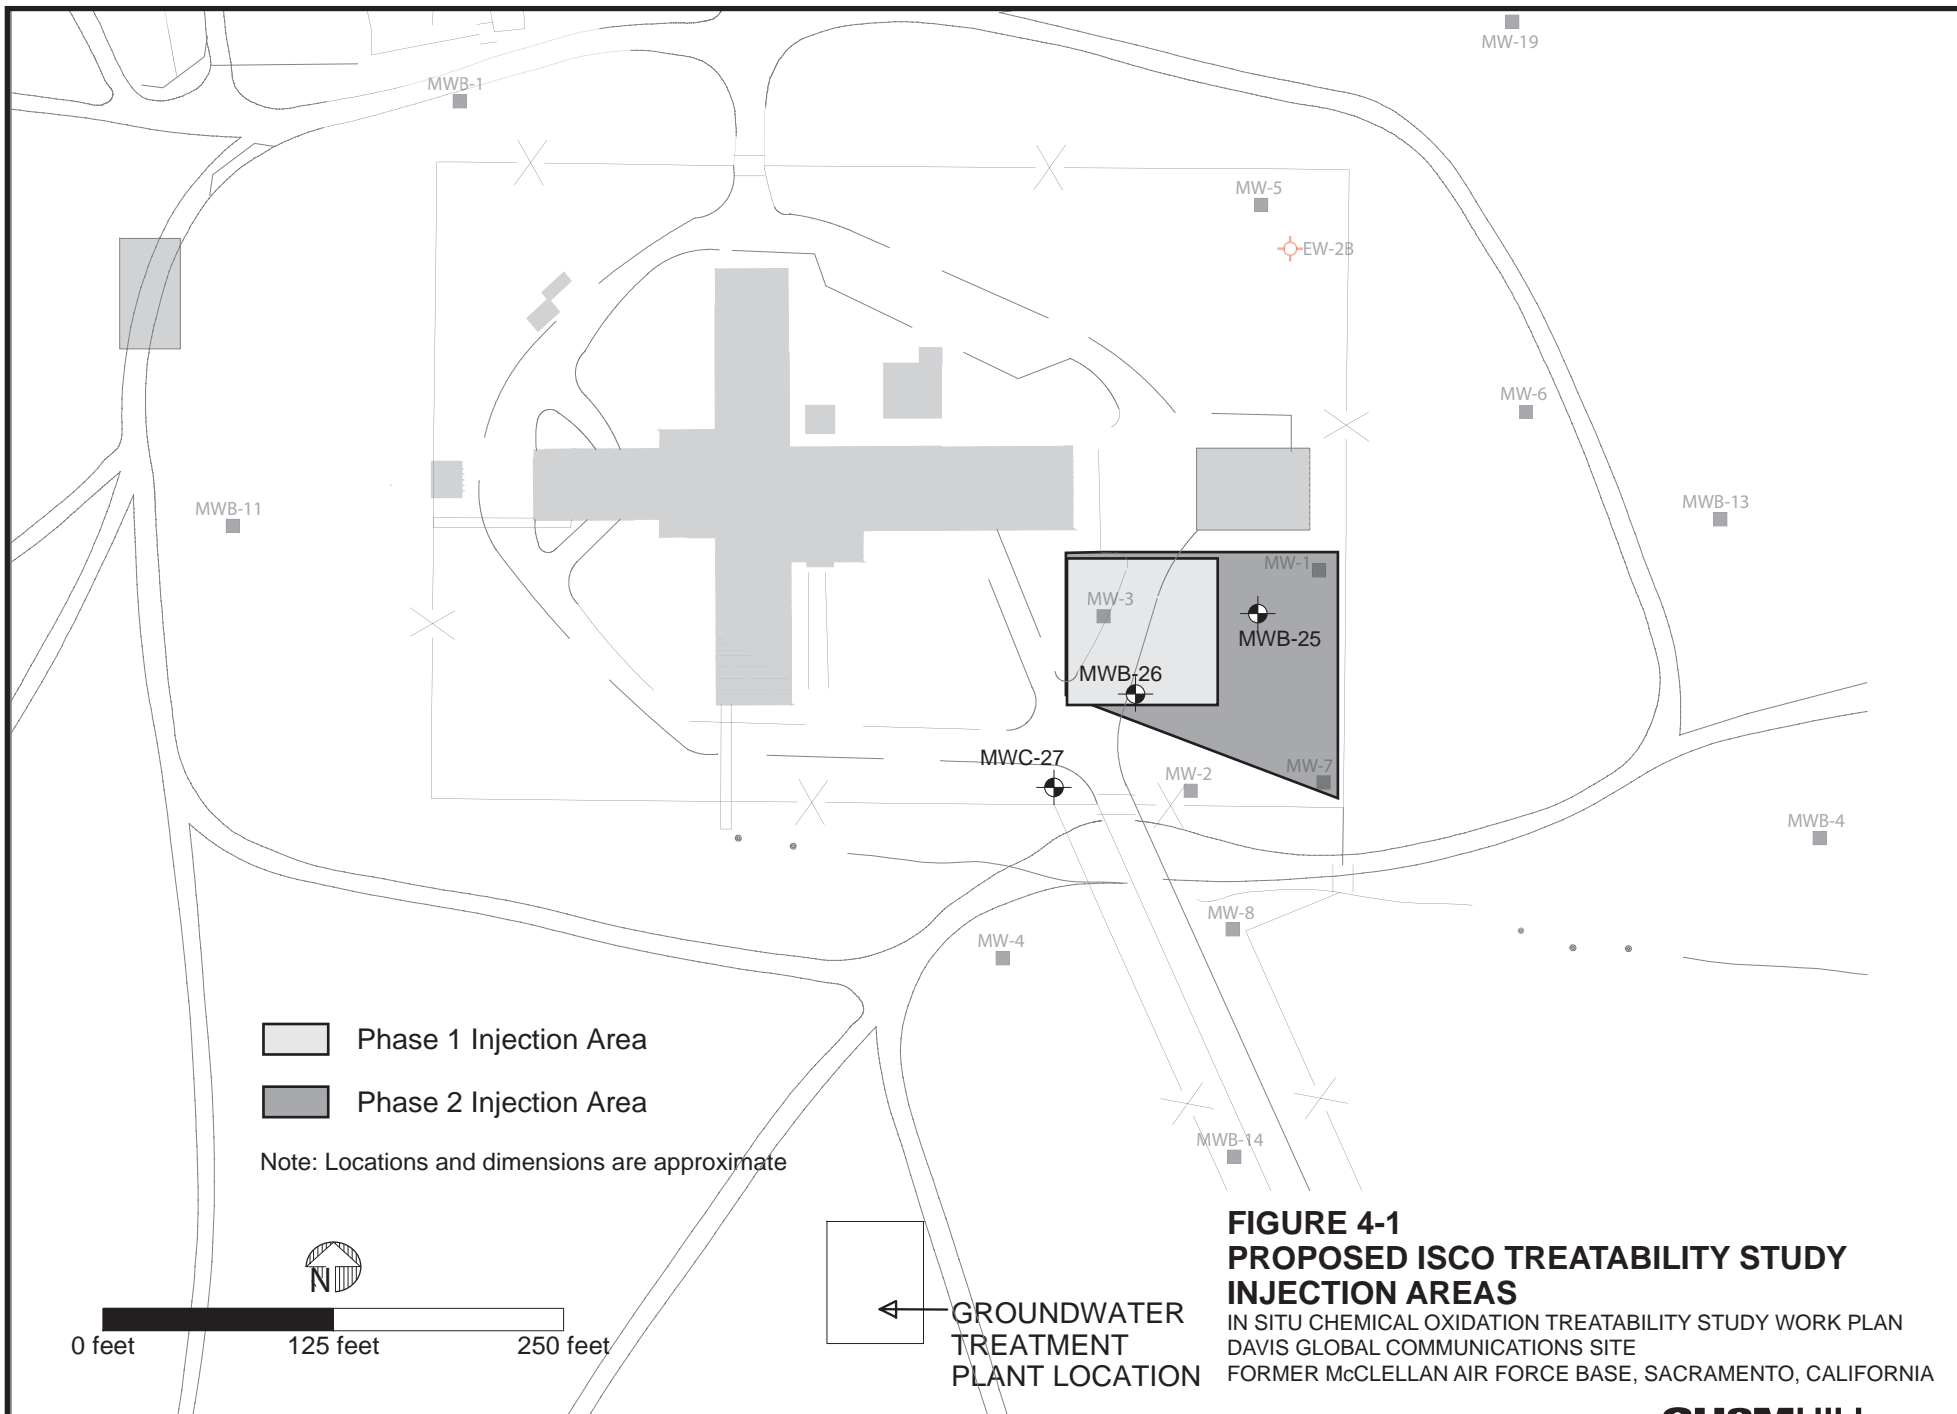 MW-19
MWB-1
MW-5
EW-2B
MW-6
MWB-11
MWB-13
MW-1
MW-3
MWB-25
MWB-26
MWC-27
MW-2
MW-7
MWB-4
MW-8
MW-4
Phase 1 Injection Area
Phase 2 Injection Area
MWB-14
Note: Locations and dimensions are approximate
N
0 feet
125 feet
250 feet
GROUNDWATER
TREATMENT
PLANT LOCATION
FIGURE 4-1
PROPOSED ISCO TREATABILITY STUDY
INJECTION AREAS
IN SITU CHEMICAL OXIDATION TREATABILITY STUDY WORK PLAN
DAVIS GLOBAL COMMUNICATIONS SITE
FORMER McCLELLAN AIR FORCE BASE, SACRAMENTO, CALIFORNIA